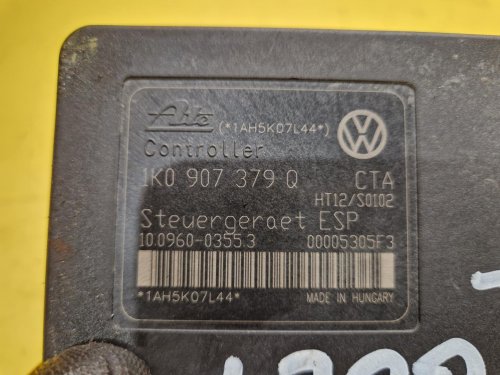 Ate (*1AH5K07L44*)
Controller
1K0 907 379 Q CTA
HT12/S0102
Steuergeraet ESP
10.0960-0355.3 00005305F3
*1AH5K07L44* MADE IN HUNGARY